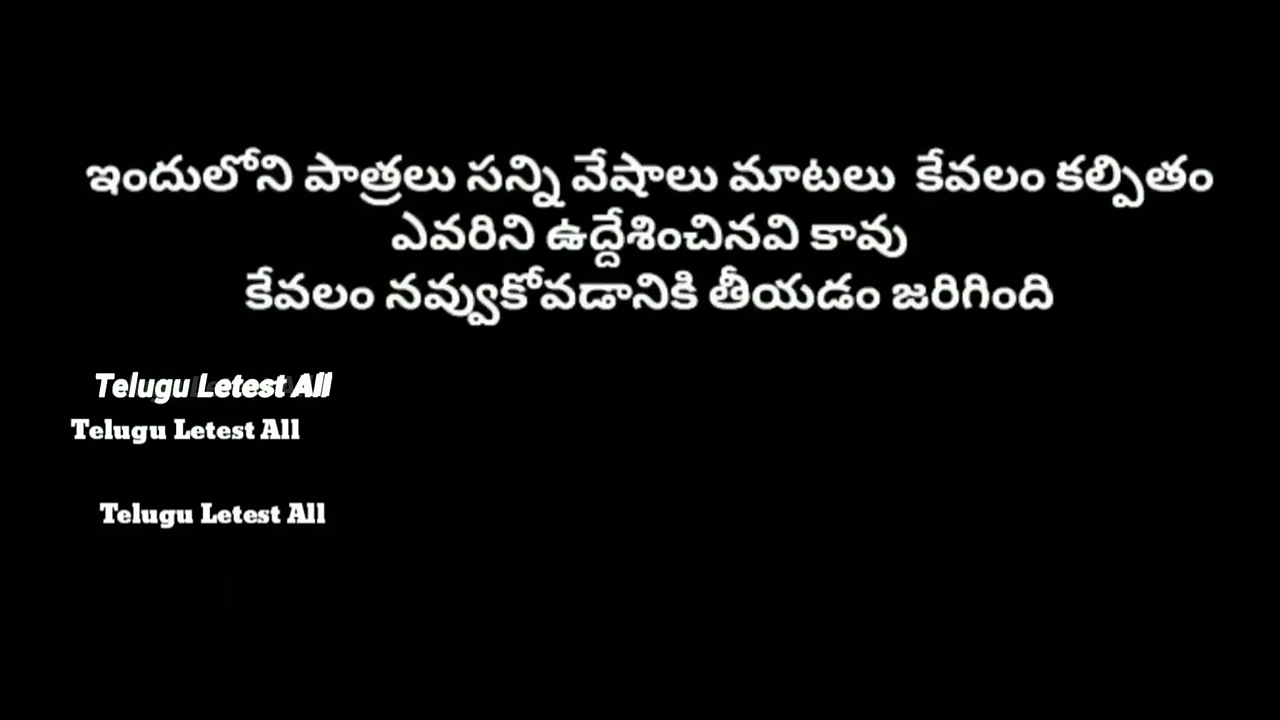 ఇందులోని పాత్రలు సన్ని వేషాలు మాటలు కేవలం కల్పితం
ఎవరిని ఉద్దేశించినవి కావు
కేవలం నవ్వుకోవడానికి తీయడం జరిగింది
Telugu Letest All
Telugu Letest All
Telugu Letest All